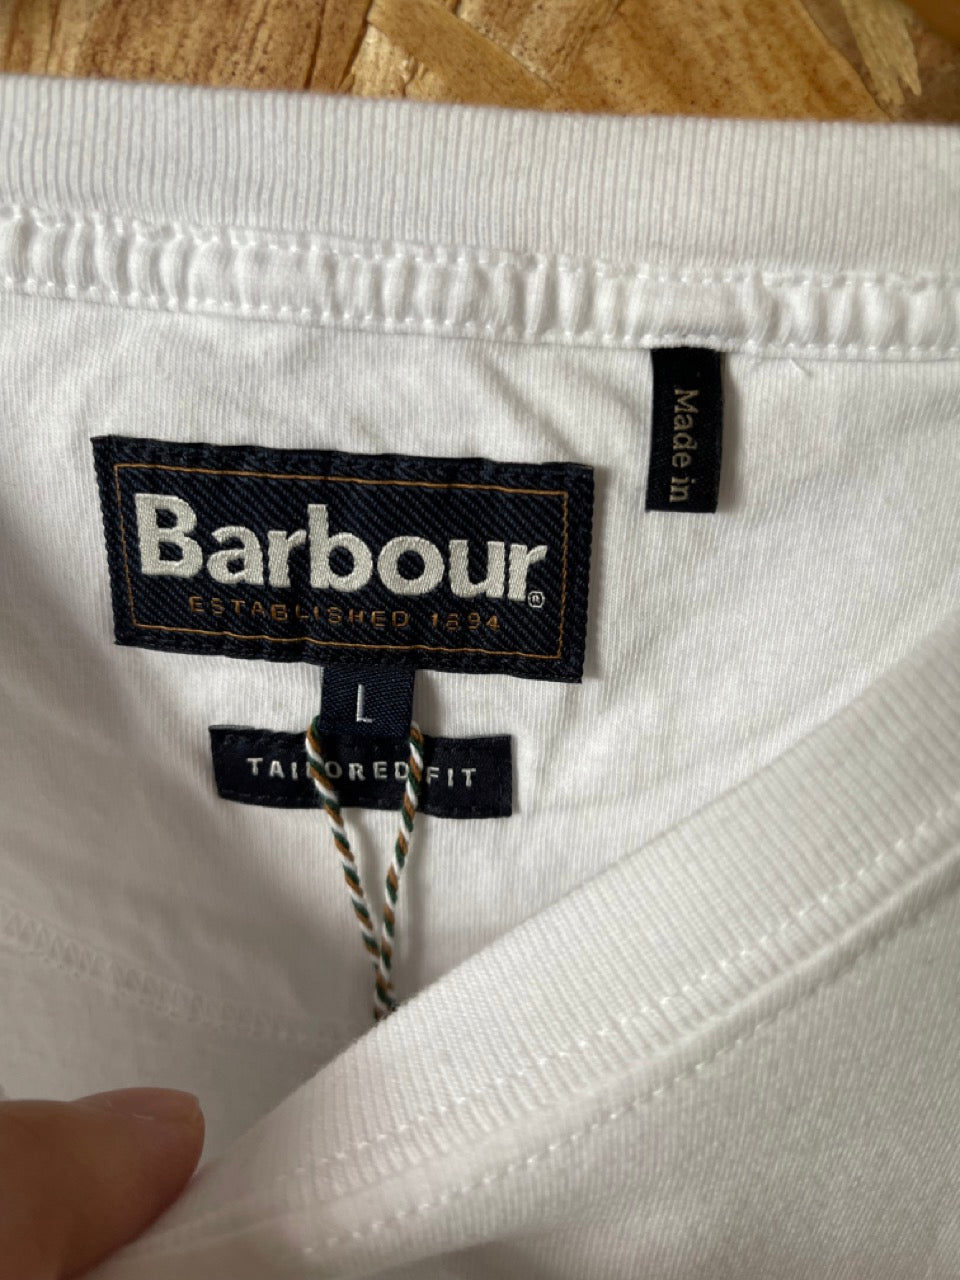 Made in
Barbour®
ESTABLISHED 1894
L
TAILORED FIT